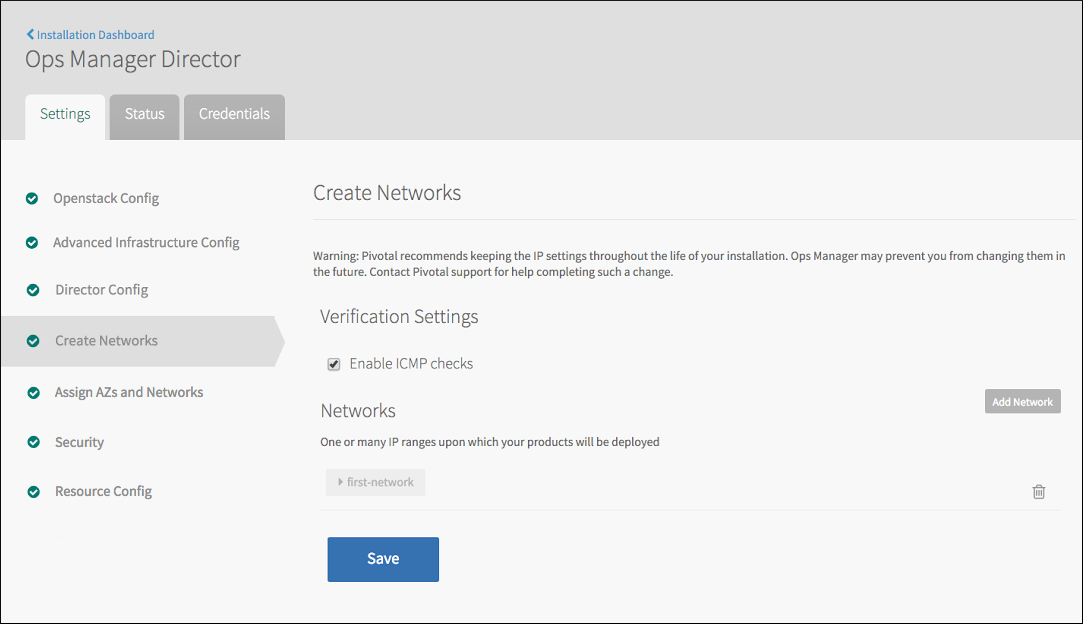 Installation Dashboard
Ops Manager Director
Settings
Status
Credentials
Openstack Config
Advanced Infrastructure Config
Director Config
Create Networks
Assign AZs and Networks
Security
Resource Config
Create Networks
Warning: Pivotal recommends keeping the IP settings throughout the life of your installation. Ops Manager may prevent you from changing them in
the future. Contact Pivotal support for help completing such a change.
Verification Settings
Enable ICMP checks
Networks
Add Network
One or many IP ranges upon which your products will be deployed
first-network
Save